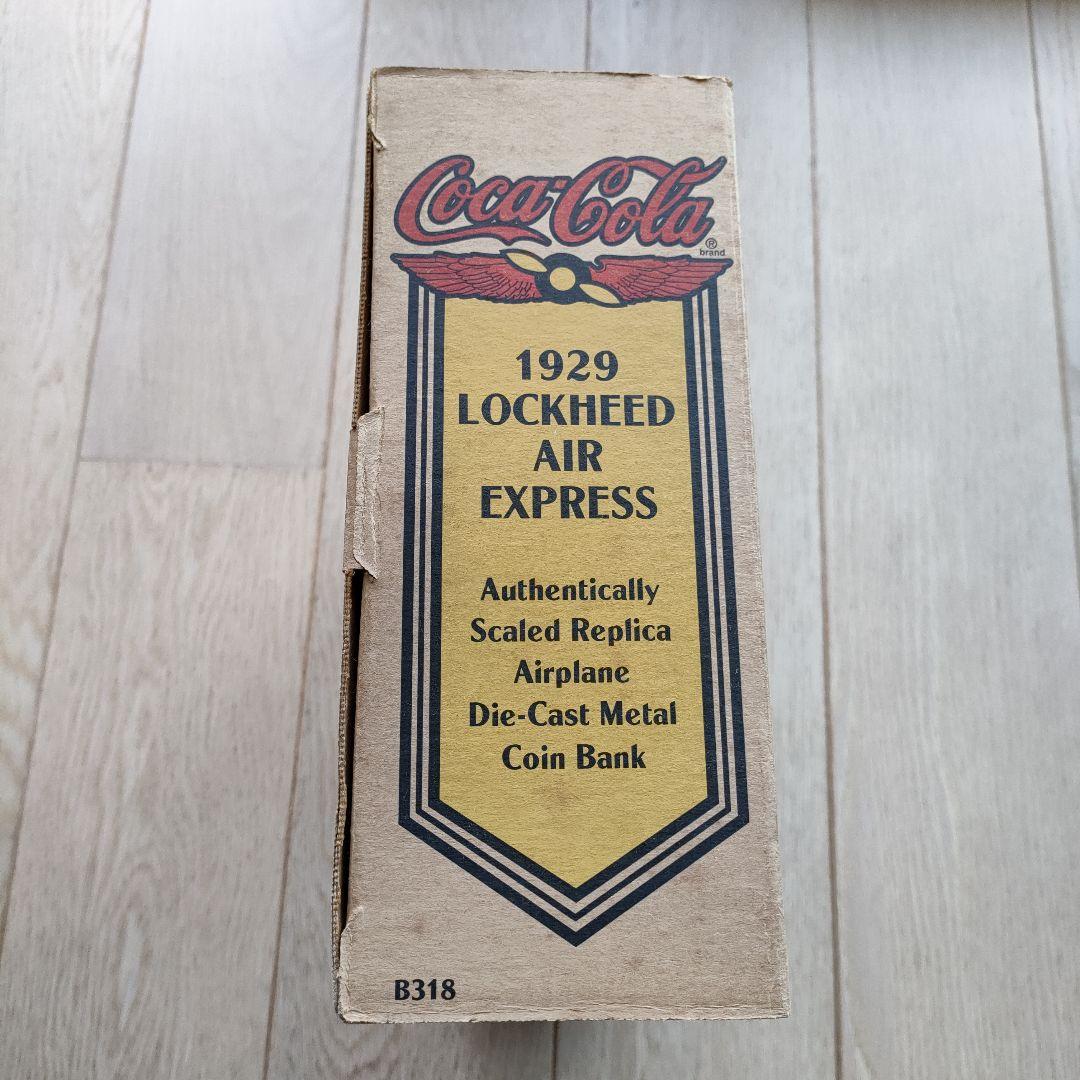 Coca-Cola
®
brand
1929
LOCKHEED
AIR
EXPRESS
Authentically
Scaled Replica
Airplane
Die-Cast Metal
Coin Bank
B318